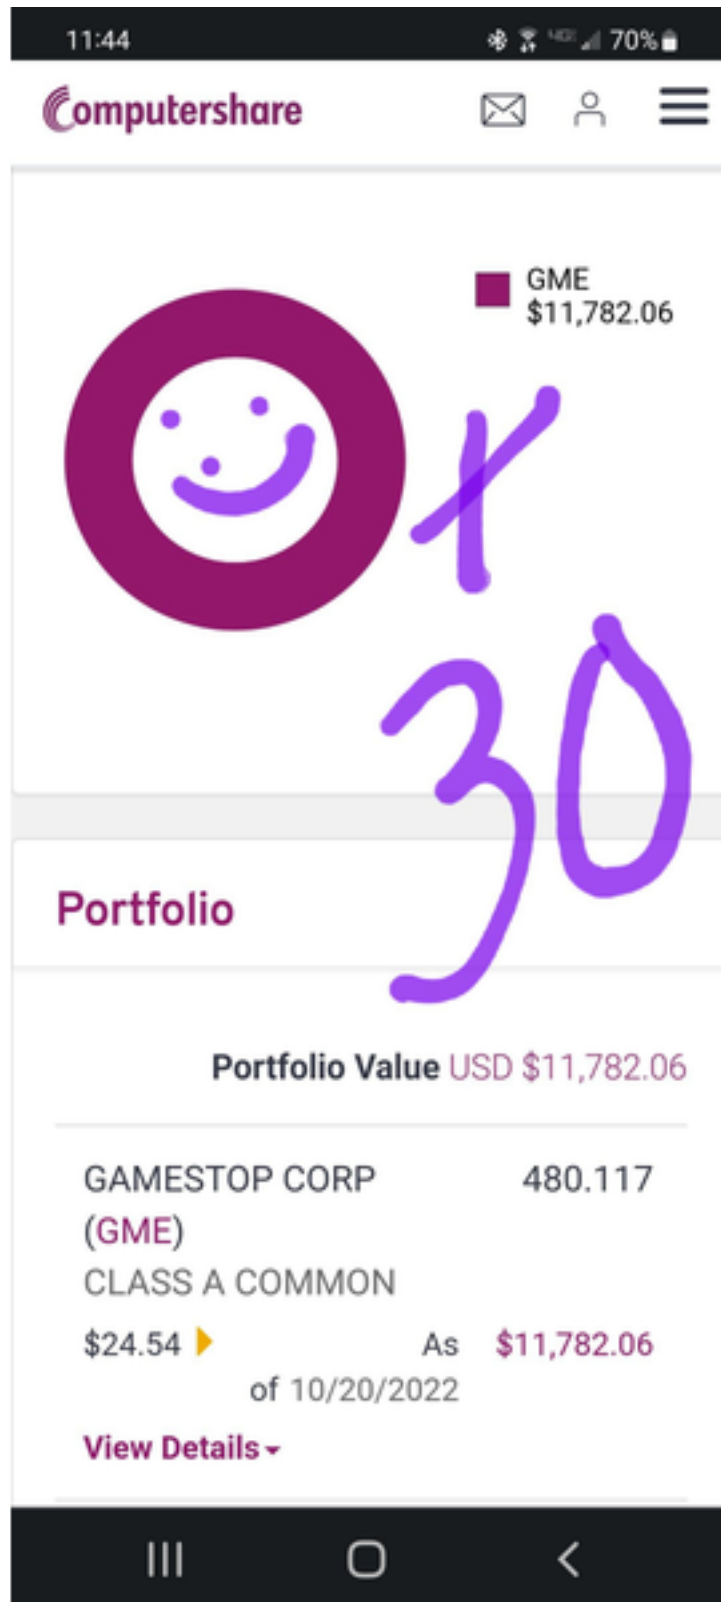 11:44 70%
Computershare
GME
$11,782.06
x
30
Portfolio
Portfolio Value USD $11,782.06
GAMESTOP CORP 480.117
(GME)
CLASS A COMMON
$24.54 As $11,782.06
of 10/20/2022
View Details